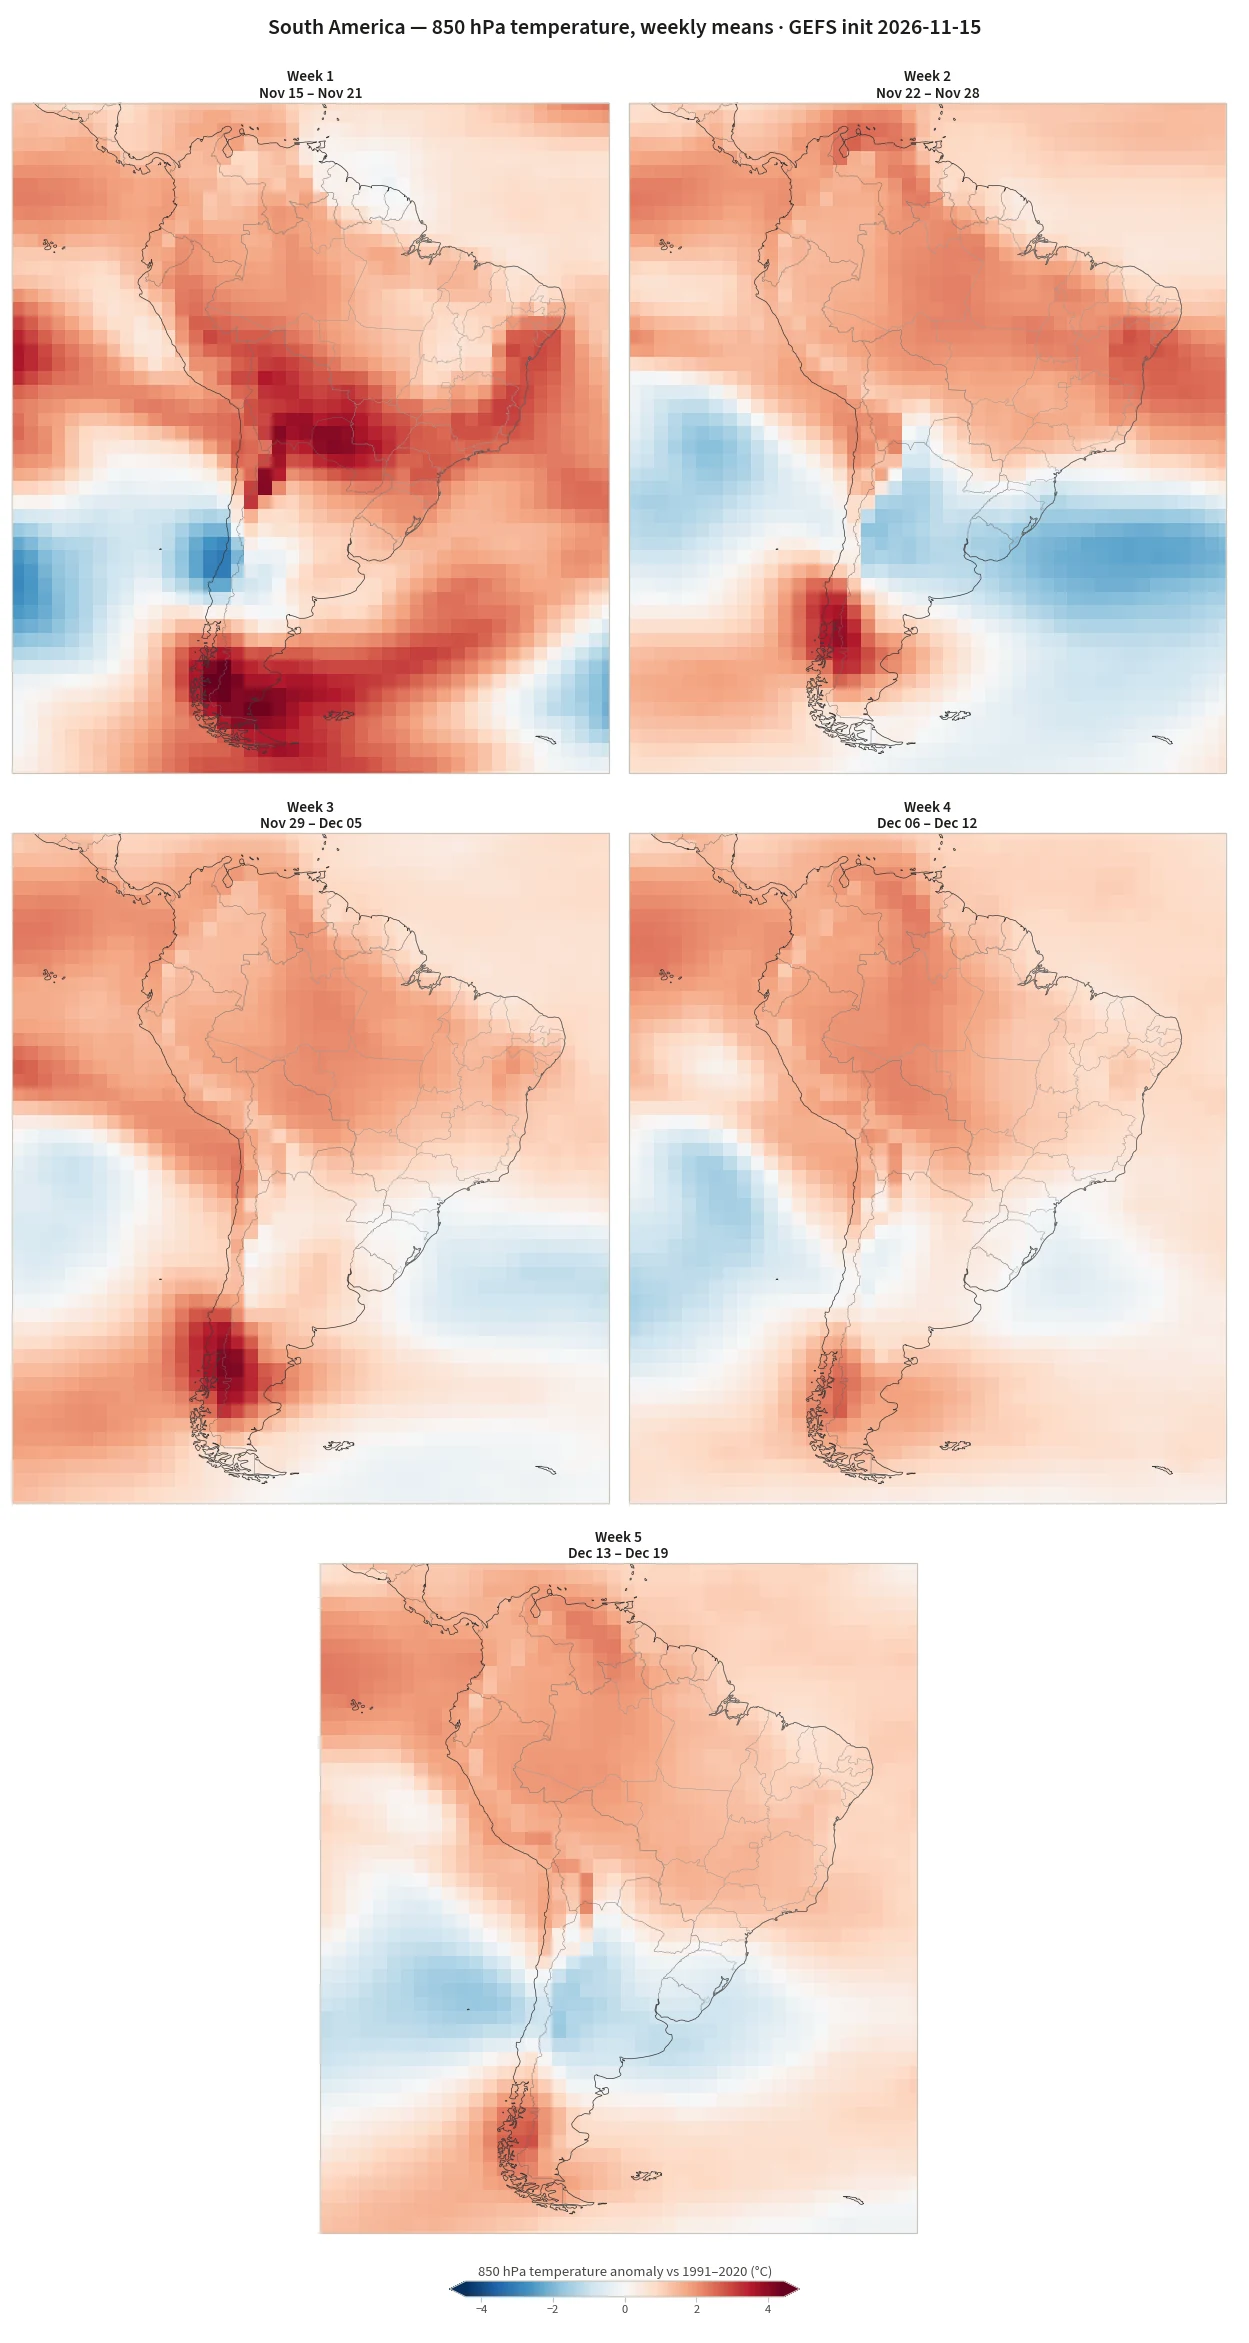 South America — 850 hPa temperature, weekly means · GEFS init 2026-11-15
Week 1
Nov 15 – Nov 21
Week 2
Nov 22 – Nov 28
Week 3
Nov 29 – Dec 05
Week 4
Dec 06 – Dec 12
Week 5
Dec 13 – Dec 19
850 hPa temperature anomaly vs 1991–2020 (°C)
−4 −2 0 2 4